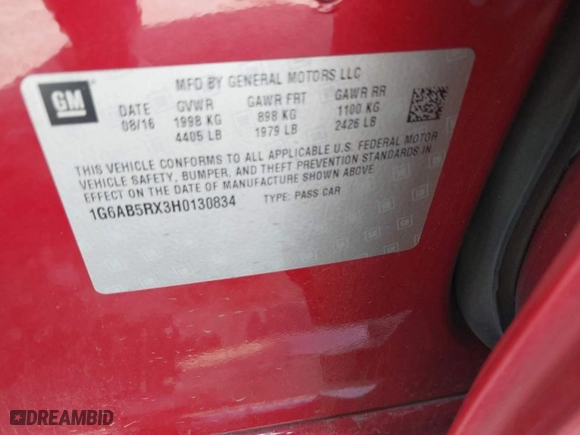 GM
MFD BY GENERAL MOTORS LLC
DATE GVWR GAWR FRT GAWR RR
08/16 1998 KG 898 KG 1100 KG
4405 LB 1979 LB 2426 LB
THIS VEHICLE CONFORMS TO ALL APPLICABLE U.S. FEDERAL MOTOR
VEHICLE SAFETY, BUMPER, AND THEFT PREVENTION STANDARDS IN
EFFECT ON THE DATE OF MANUFACTURE SHOWN ABOVE.
1G6AB5RX3H0130834 TYPE: PASS CAR
DREAMBID